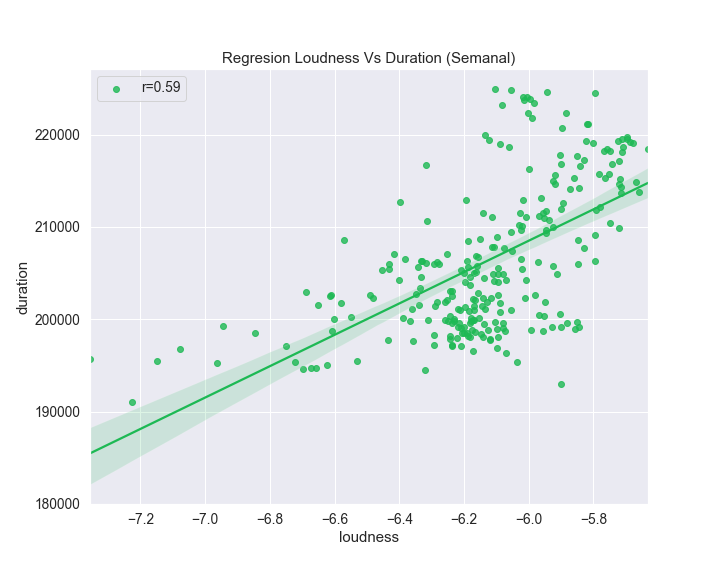 Regresion Loudness Vs Duration (Semanal)
r=0.59
220000
210000
200000
190000
180000
duration
−7.2 −7.0 −6.8 −6.6 −6.4 −6.2 −6.0 −5.8
loudness